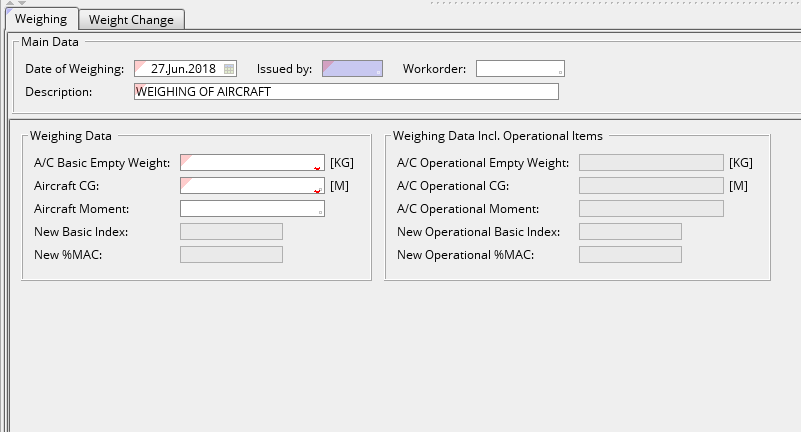 Weighing Weight Change
Main Data
Date of Weighing: 27.Jun.2018 Issued by: Workorder:
Description: WEIGHING OF AIRCRAFT
Weighing Data
A/C Basic Empty Weight: [KG]
Aircraft CG: [M]
Aircraft Moment:
New Basic Index:
New %MAC:
Weighing Data Incl. Operational Items
A/C Operational Empty Weight: [KG]
A/C Operational CG: [M]
A/C Operational Moment:
New Operational Basic Index:
New Operational %MAC: